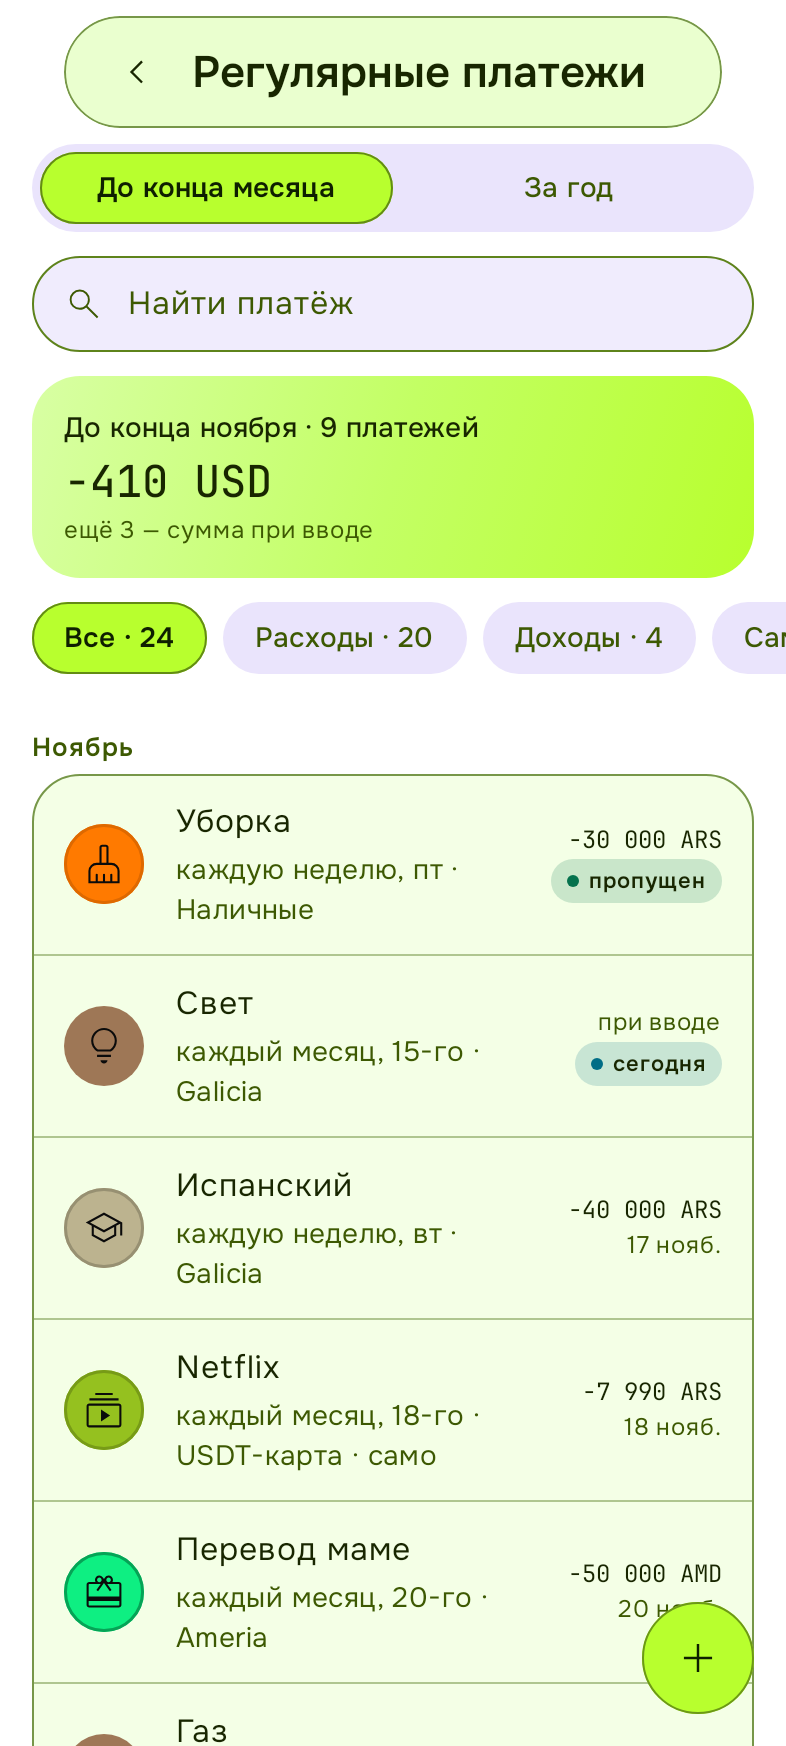 Регулярные платежи
До конца месяца
За год
Найти платёж
До конца ноября · 9 платежей
-410 USD
ещё 3 — сумма при вводе
Все · 24
Расходы · 20
Доходы · 4
Ноябрь
Уборка
каждую неделю, пт ·
Наличные
-30 000 ARS
пропущен
Свет
каждый месяц, 15-го ·
Galicia
при вводе
сегодня
Испанский
каждую неделю, вт ·
Galicia
-40 000 ARS
17 нояб.
Netflix
каждый месяц, 18-го ·
USDT-карта · само
-7 990 ARS
18 нояб.
Перевод маме
каждый месяц, 20-го ·
Ameria
-50 000 AMD
20
Газ